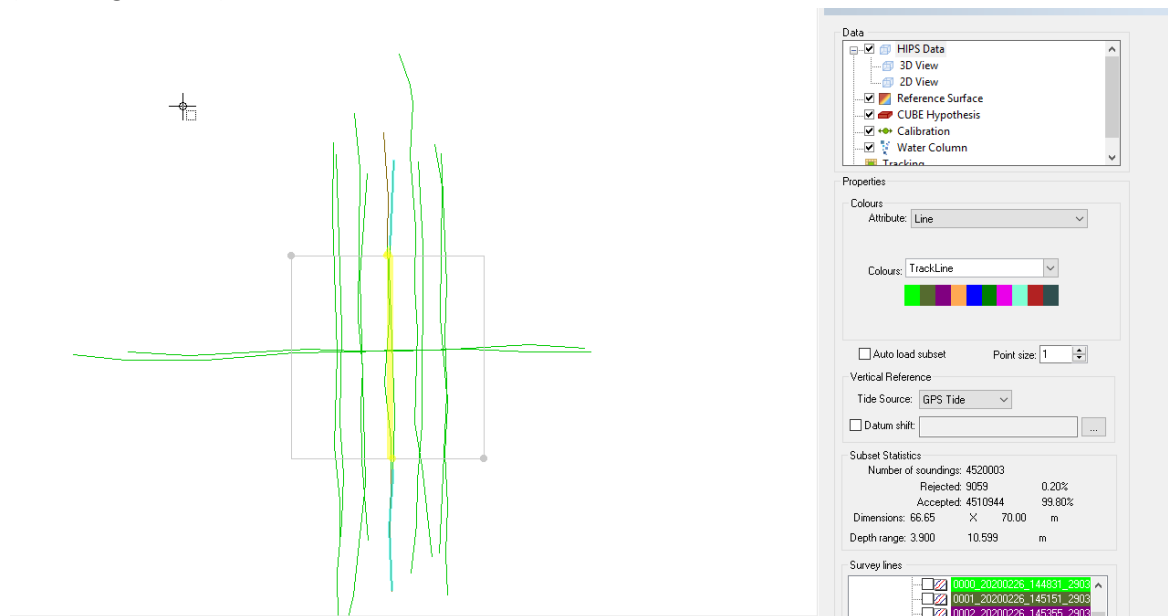 Data
HIPS Data
3D View
2D View
Reference Surface
CUBE Hypothesis
Calibration
Water Column
Tracking
Properties
Colours
Attribute: Line
Colours: TrackLine
Auto load subset Point size: 1
Vertical Reference
Tide Source: GPS Tide
Datum shift: ...
Subset Statistics
Number of soundings: 4520003
Rejected: 9059 0.20%
Accepted: 4510944 99.80%
Dimensions: 66.65 X 70.00 m
Depth range: 3.900 10.599 m
Survey lines
0000_20200226_144831_2903
0001_20200226_145151_2903
0002_20200226_145355_2903